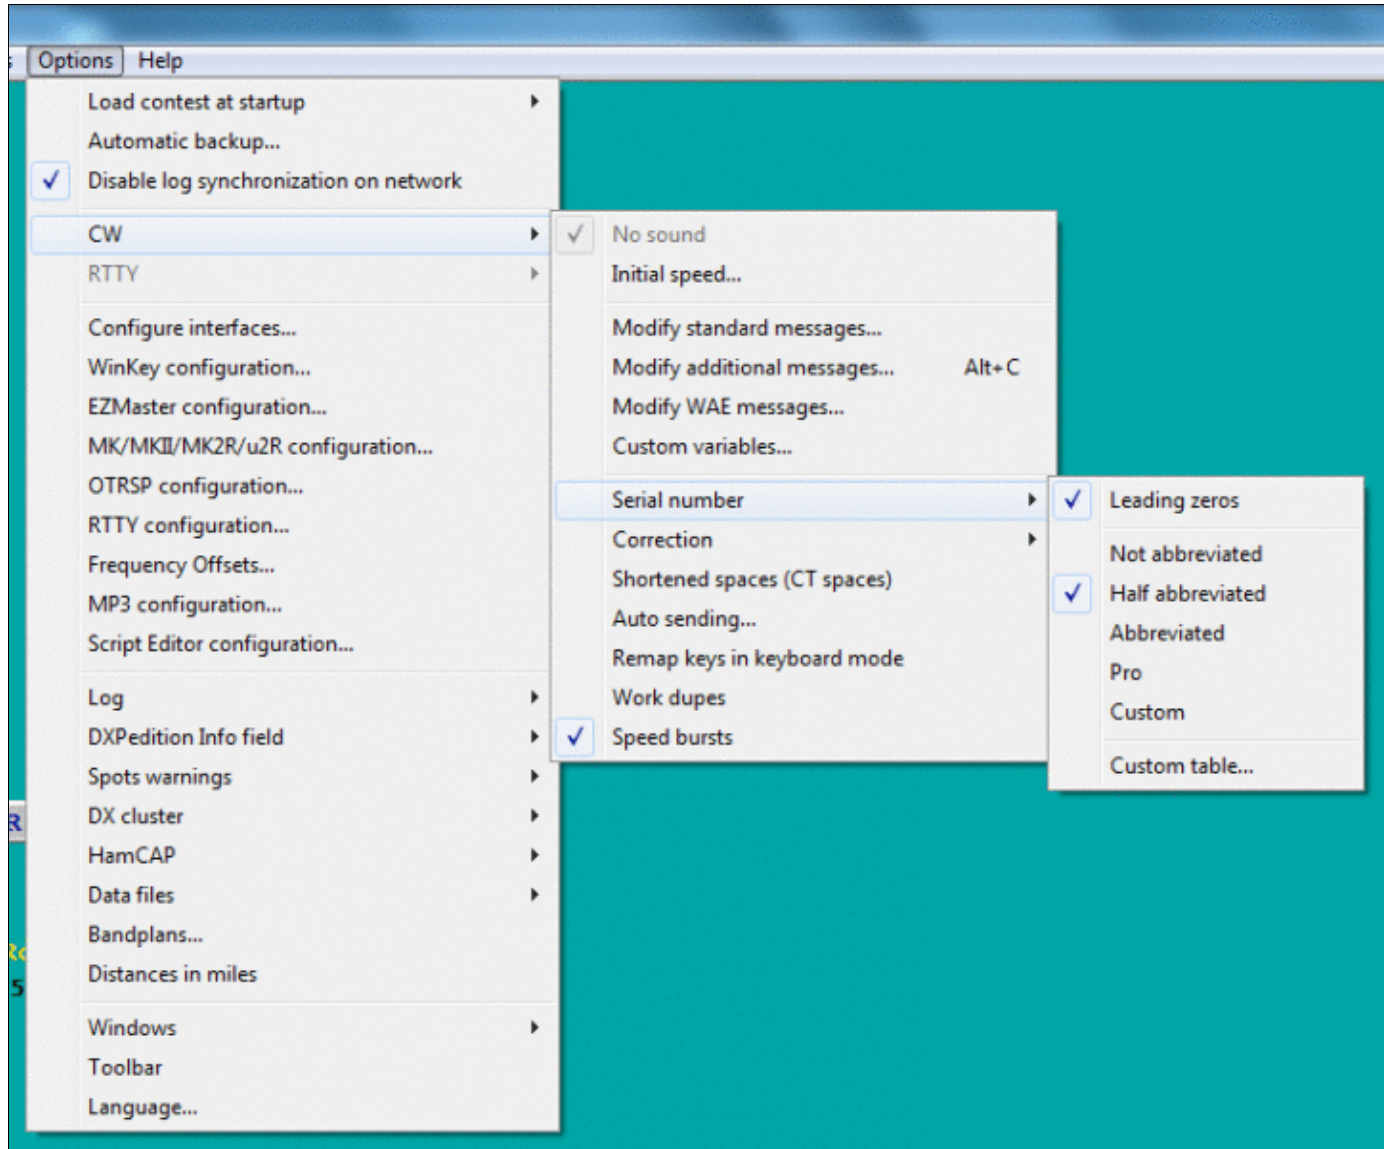 Options Help
Load contest at startup
Automatic backup...
Disable log synchronization on network
CW
RTTY
Configure interfaces...
WinKey configuration...
EZMaster configuration...
MK/MKII/MK2R/u2R configuration...
OTRSP configuration...
RTTY configuration...
Frequency Offsets...
MP3 configuration...
Script Editor configuration...
Log
DXPedition Info field
Spots warnings
DX cluster
HamCAP
Data files
Bandplans...
Distances in miles
Windows
Toolbar
Language...
No sound
Initial speed...
Modify standard messages...
Modify additional messages... Alt+C
Modify WAE messages...
Custom variables...
Serial number
Correction
Shortened spaces (CT spaces)
Auto sending...
Remap keys in keyboard mode
Work dupes
Speed bursts
Leading zeros
Not abbreviated
Half abbreviated
Abbreviated
Pro
Custom
Custom table...
R
5